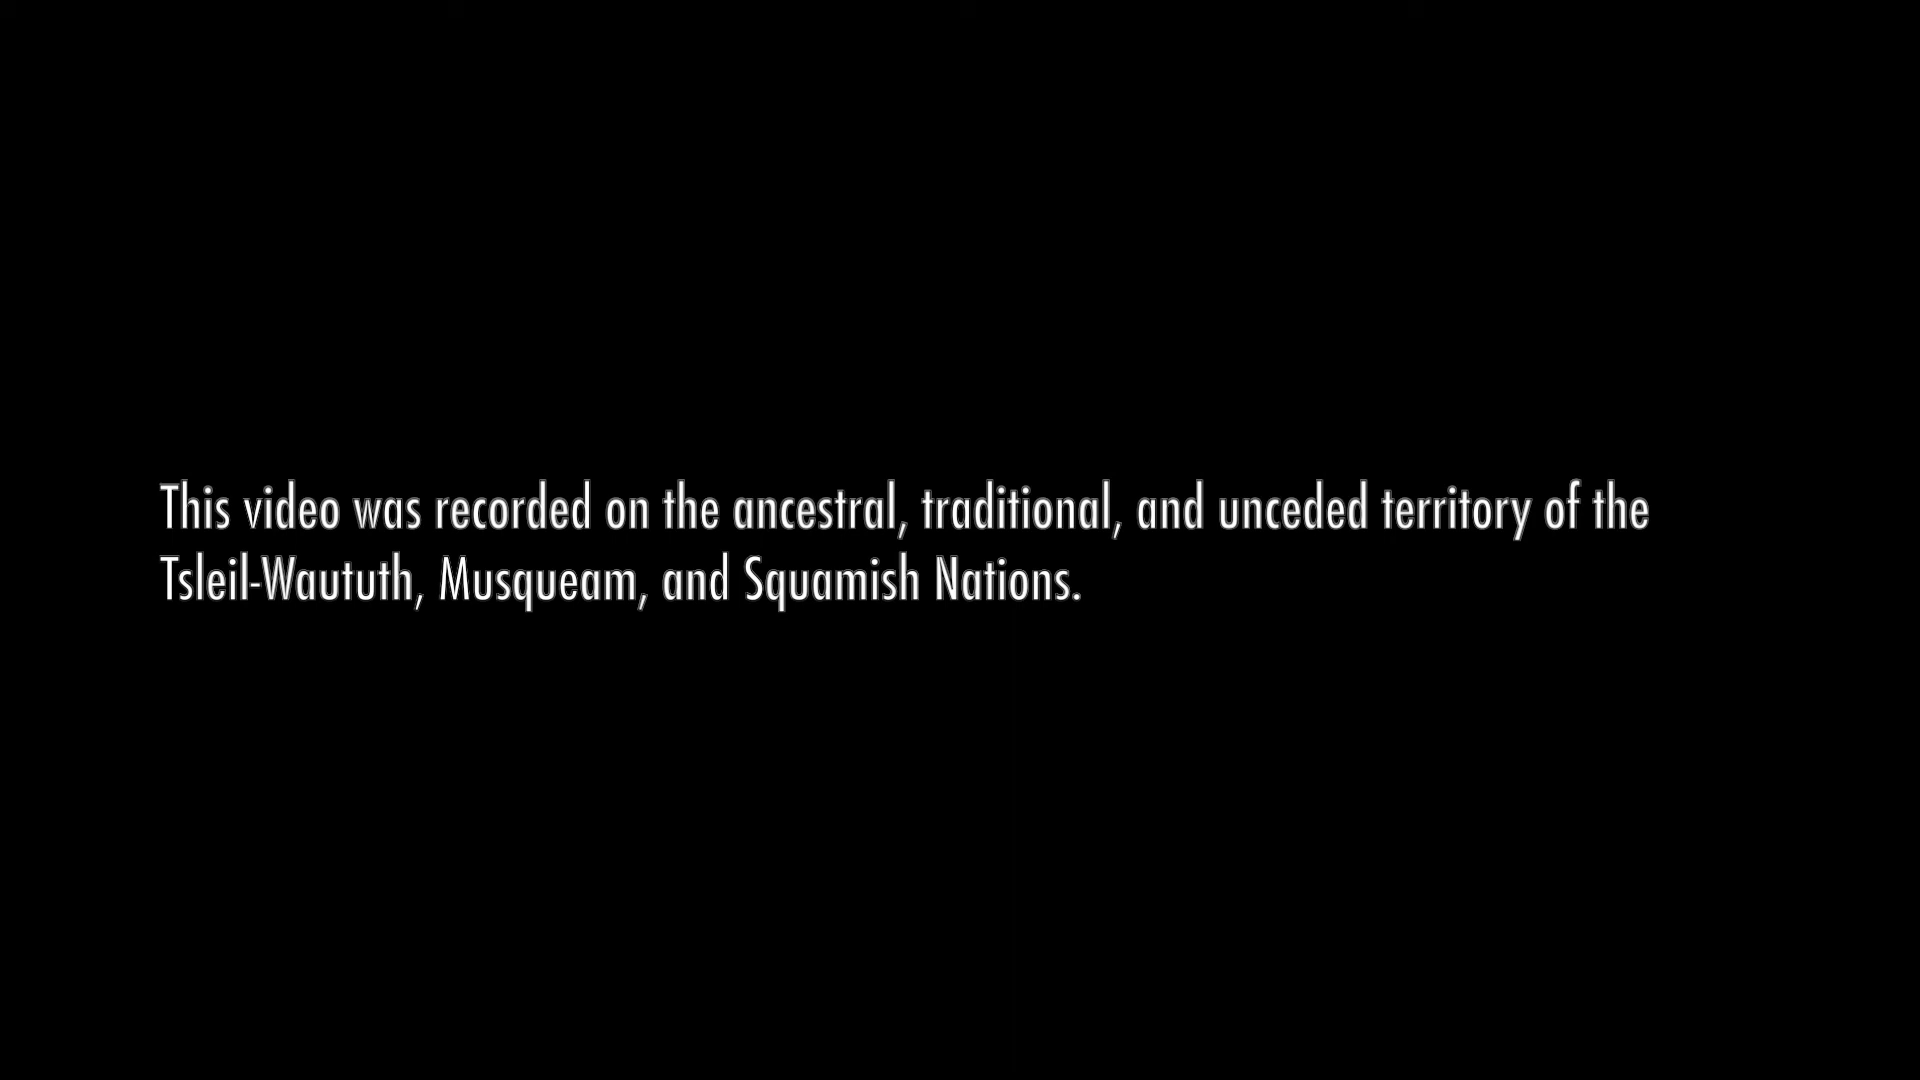 This video was recorded on the ancestral, traditional, and unceded territory of the
Tsleil-Waututh, Musqueam, and Squamish Nations.